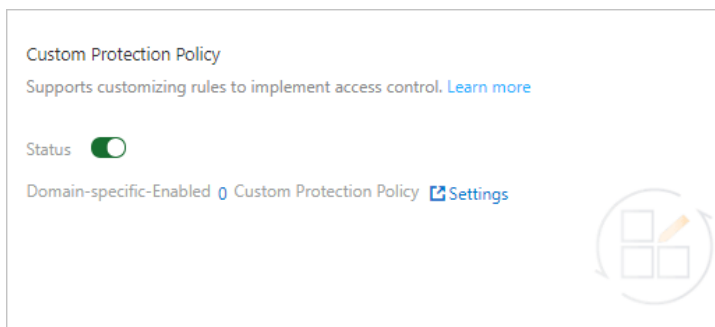 Custom Protection Policy
Supports customizing rules to implement access control. Learn more
Status
Domain-specific-Enabled 0 Custom Protection Policy Settings